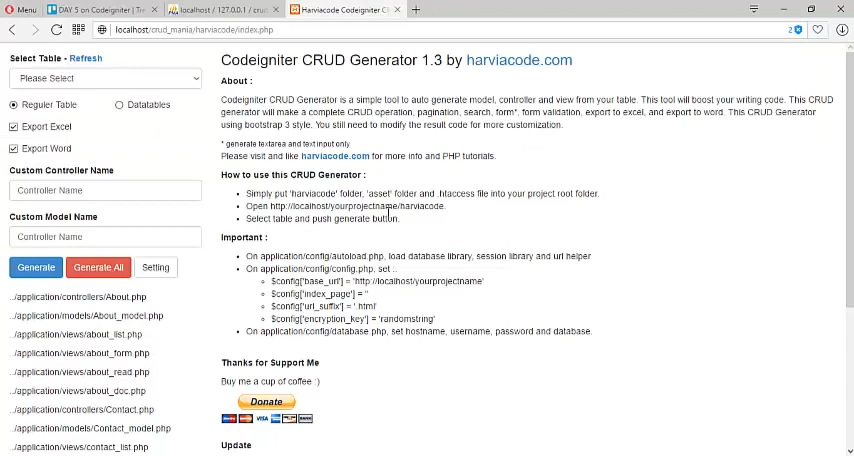 Menu
DAY 5 on Codeigniter | Tre
localhost / 127.0.0.1 / crud
Harviacode Codeigniter CR
localhost/crud_mania/harviacode/index.php
2
Select Table - Refresh
Please Select
Reguler Table
Datatables
Export Excel
Export Word
Custom Controller Name
Controller Name
Custom Model Name
Controller Name
Generate
Generate All
Setting
../application/controllers/About.php
../application/models/About_model.php
../application/views/about_list.php
../application/views/about_form.php
../application/views/about_read.php
../application/views/about_doc.php
../application/controllers/Contact.php
../application/models/Contact_model.php
../application/views/contact_list.php
Codeigniter CRUD Generator 1.3 by harviacode.com
About :
Codeigniter CRUD Generator is a simple tool to auto generate model, controller and view from your table. This tool will boost your writing code. This CRUD
generator will make a complete CRUD operation, pagination, search, form*, form validation, export to excel, and export to word. This CRUD Generator
using bootstrap 3 style. You still need to modify the result code for more customization.
* generate textarea and text input only
Please visit and like harviacode.com for more info and PHP tutorials.
How to use this CRUD Generator :
Simply put 'harviacode' folder, 'asset' folder and .htaccess file into your project root folder.
Open http://localhost/yourprojectname/harviacode.
Select table and push generate button.
Important :
On application/config/autoload.php, load database library, session library and url helper
On application/config/config.php, set :.
$config['base_url'] = 'http://localhost/yourprojectname'
$config['index_page'] = ''
$config['url_suffix'] = '.html'
$config['encryption_key'] = 'randomstring'
On application/config/database.php, set hostname, username, password and database.
Thanks for Support Me
Buy me a cup of coffee :)
Donate
VISA
Update